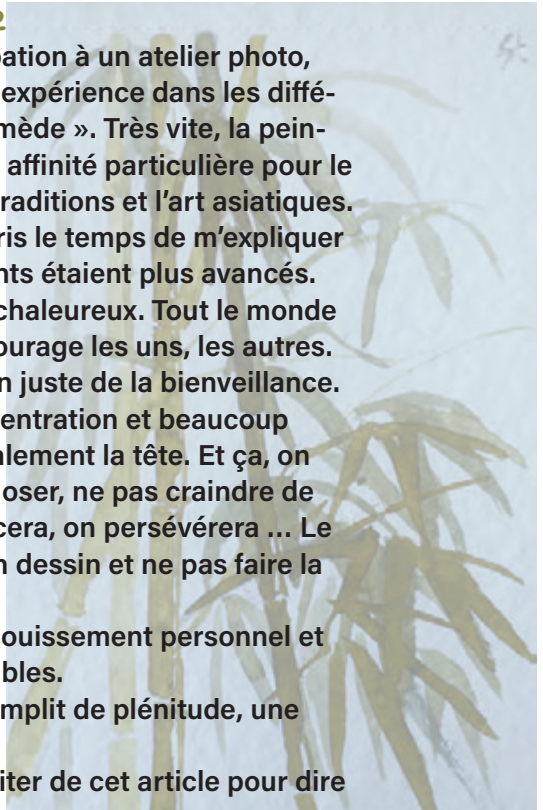 ation à un atelier photo,
expérience dans les diffé-
mède ». Très vite, la pein-
affinité particulière pour le
raditions et l'art asiatiques.
ris le temps de m'expliquer
nts étaient plus avancés.
chaleureux. Tout le monde
ourage les uns, les autres.
n juste de la bienveillance.
entration et beaucoup
alement la tête. Et ça, on
oser, ne pas craindre de
cera, on persévérera ... Le
n dessin et ne pas faire la
ouissement personnel et
bles.
mplit de plénitude, une
iter de cet article pour dire